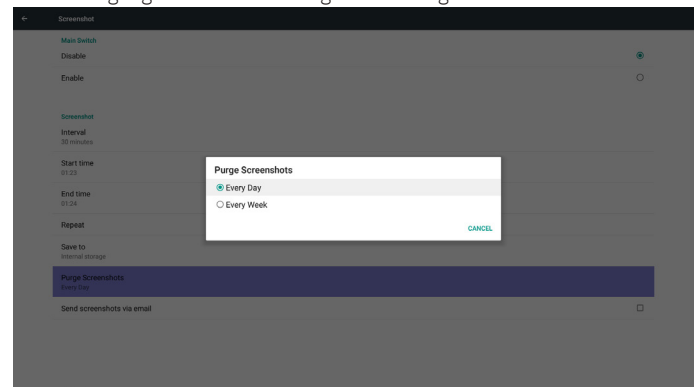 Screenshot
Main Switch
Disable
Enable
Screenshot
Interval
30 minutes
Start time
01:23
End time
01:24
Repeat
Save to
Internal storage
Purge Screenshots
Every Day
Send screenshots via email
Purge Screenshots
Every Day
Every Week
CANCEL